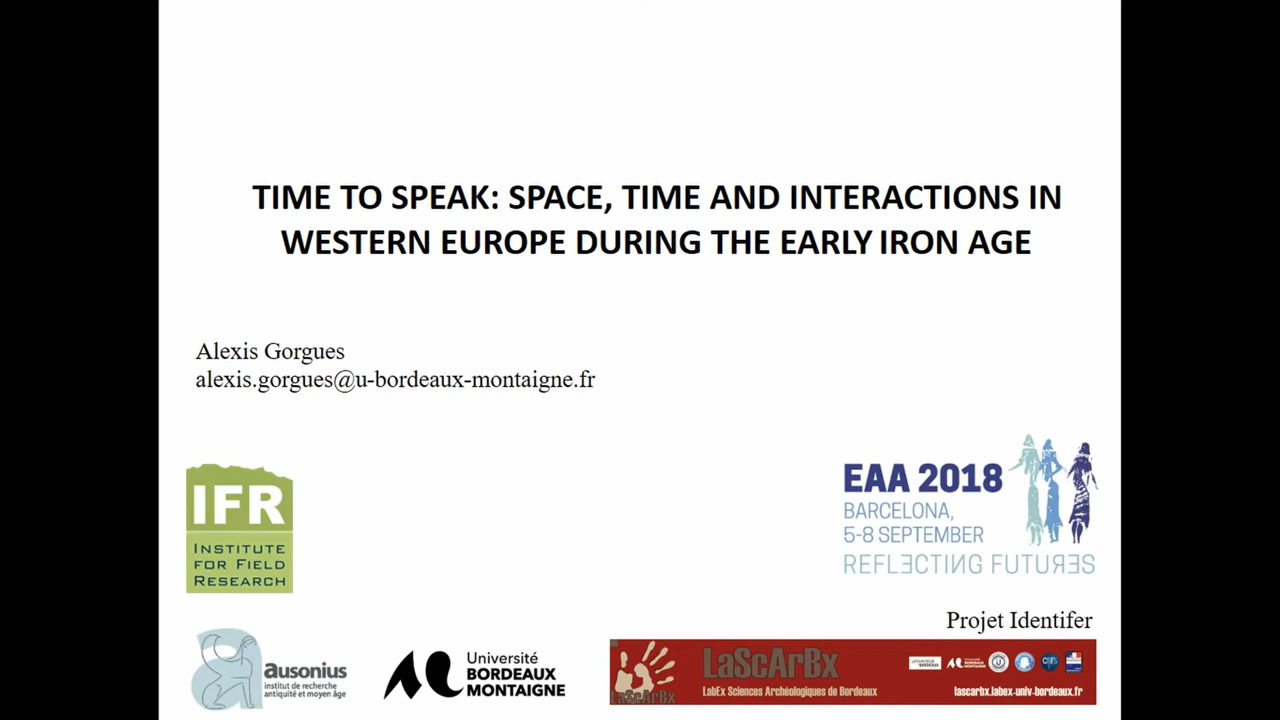 TIME TO SPEAK: SPACE, TIME AND INTERACTIONS IN
WESTERN EUROPE DURING THE EARLY IRON AGE
Alexis Gorgues
alexis.gorgues@u-bordeaux-montaigne.fr
IFR
INSTITUTE
FOR FIELD
RESEARCH
EAA 2018
BARCELONA,
5-8 SEPTEMBER
REFLECTING FUTURES
Projet Identifer
ausonius
institut de recherche
antiquité et moyen âge
Université
BORDEAUX
MONTAIGNE
LaScArBx
LaScArBx
LabEx Sciences Archéologiques de Bordeaux
lascarbx.labex-univ-bordeaux.fr